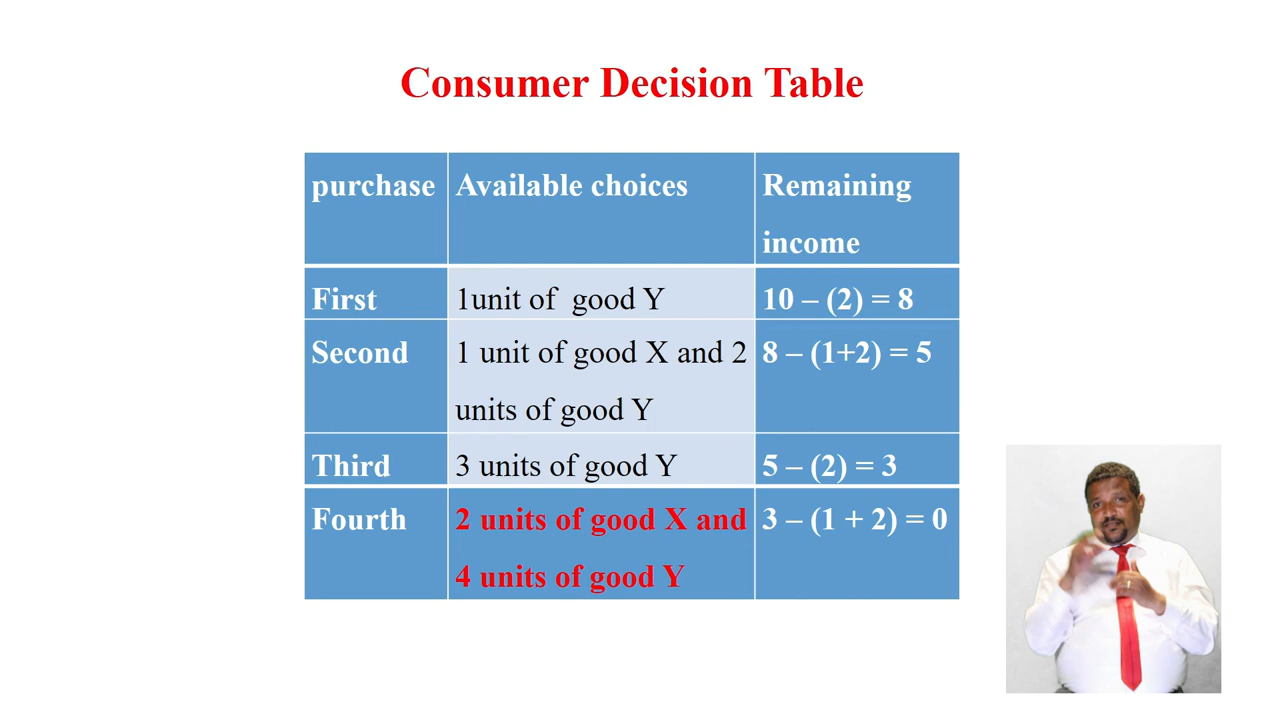 Consumer Decision Table
purchase Available choices Remaining
income
First 1unit of good Y 10 – (2) = 8
Second 1 unit of good X and 2 8 – (1+2) = 5
units of good Y
Third 3 units of good Y 5 – (2) = 3
Fourth 2 units of good X and 3 – (1 + 2) = 0
4 units of good Y